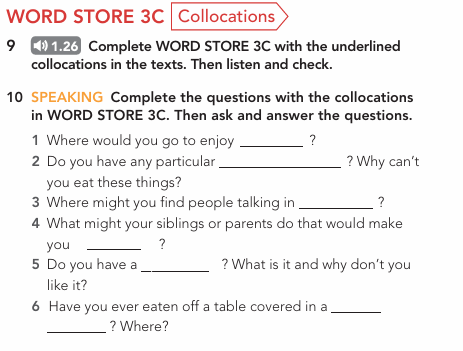 WORD STORE 3C Collocations
9 1.26 Complete WORD STORE 3C with the underlined
collocations in the texts. Then listen and check.
10 SPEAKING Complete the questions with the collocations
in WORD STORE 3C. Then ask and answer the questions.
1 Where would you go to enjoy ________ ?
2 Do you have any particular ________________ ? Why can't
you eat these things?
3 Where might you find people talking in __________ ?
4 What might your siblings or parents do that would make
you _______ ?
5 Do you have a _________ ? What is it and why don't you
like it?
6 Have you ever eaten off a table covered in a ______
________ ? Where?